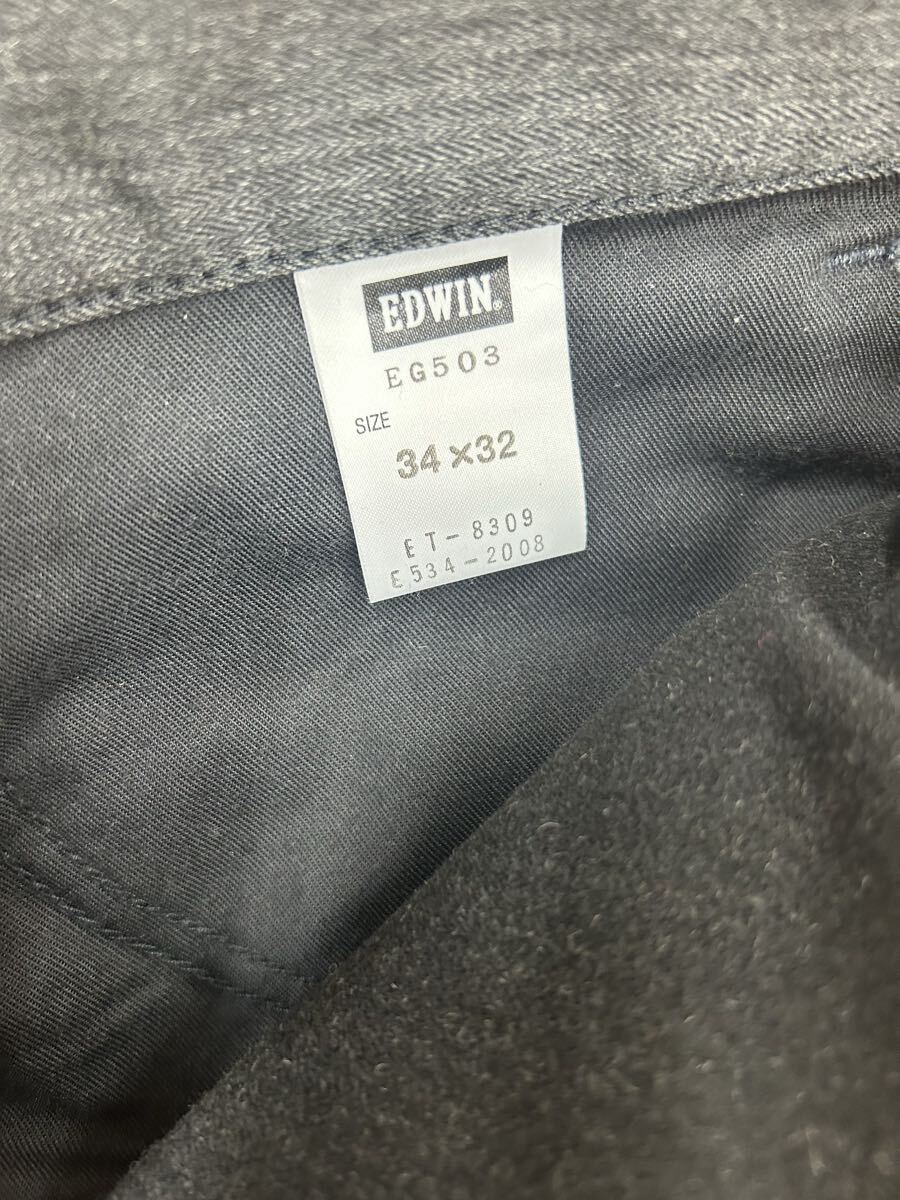 EDWIN®
EG503
SIZE
34×32
ET-8309
E534-2008